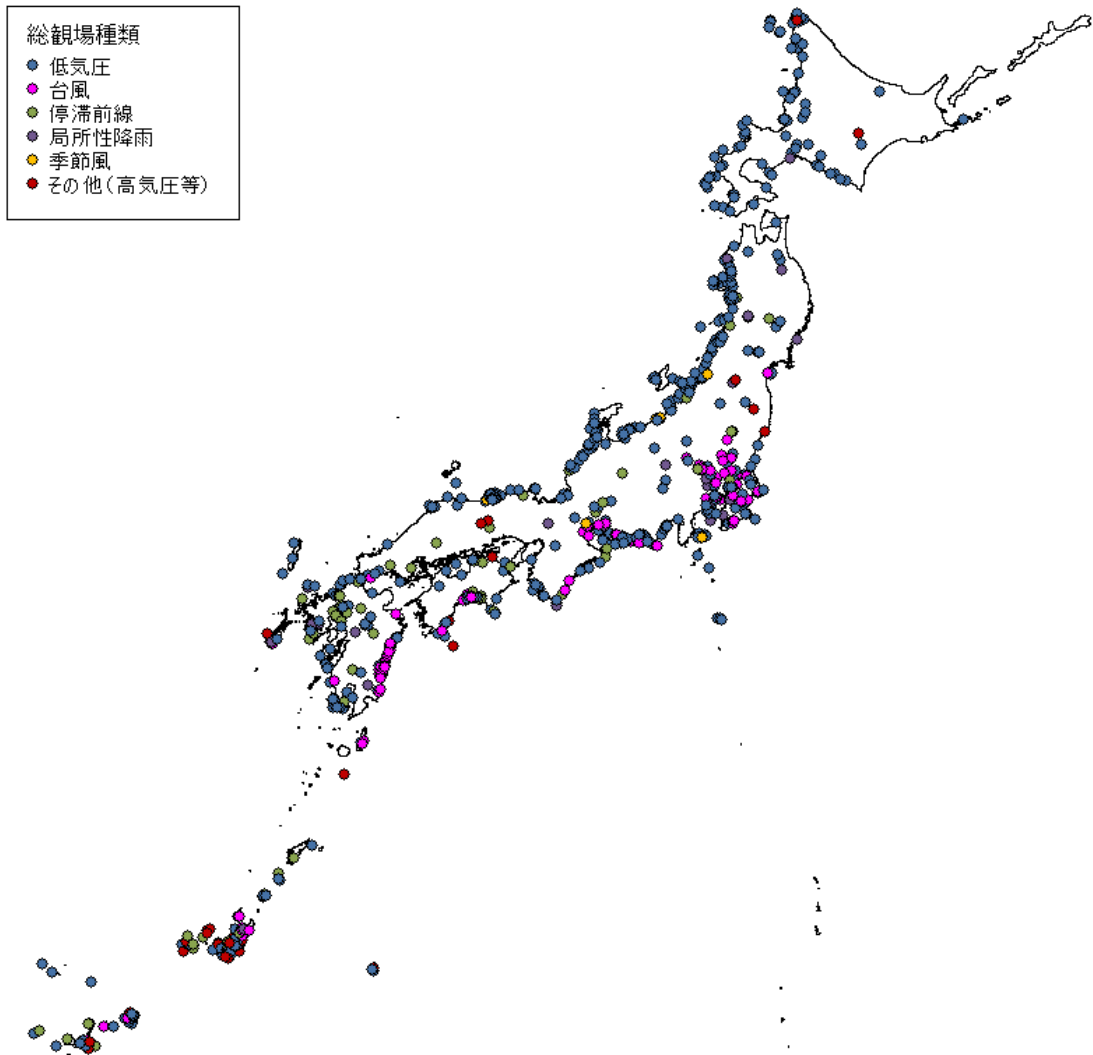 総観場種類
低気圧
台風
停滞前線
局所性降雨
季節風
その他(高気圧等)